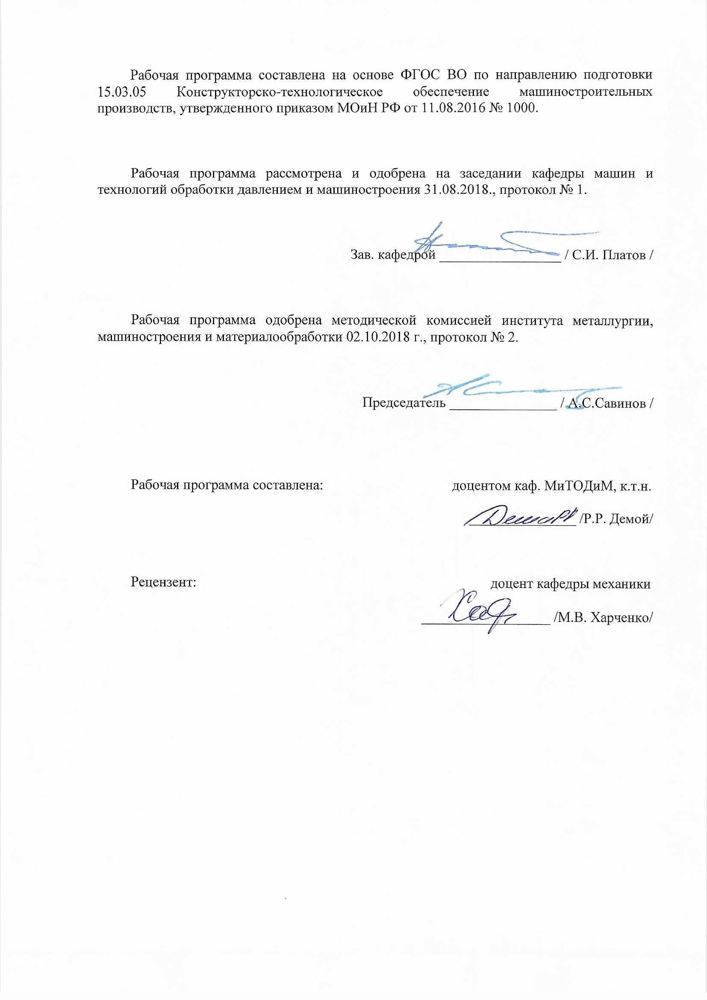 Рабочая программа составлена на основе ФГОС ВО по направлению подготовки
15.03.05 Конструкторско-технологическое обеспечение машиностроительных
производств, утвержденного приказом МОиН РФ от 11.08.2016 № 1000.
Рабочая программа рассмотрена и одобрена на заседании кафедры машин и
технологий обработки давлением и машиностроения 31.08.2018., протокол № 1.
Зав. кафедрой _________________ / С.И. Платов /
Рабочая программа одобрена методической комиссией института металлургии,
машиностроения и материалообработки 02.10.2018 г., протокол № 2.
Председатель _______________ / А.С.Савинов /
Рабочая программа составлена: доцентом каф. МиТОДиМ, к.т.н.
_______________ /Р.Р. Демой/
Рецензент: доцент кафедры механики
__________________ /М.В. Харченко/